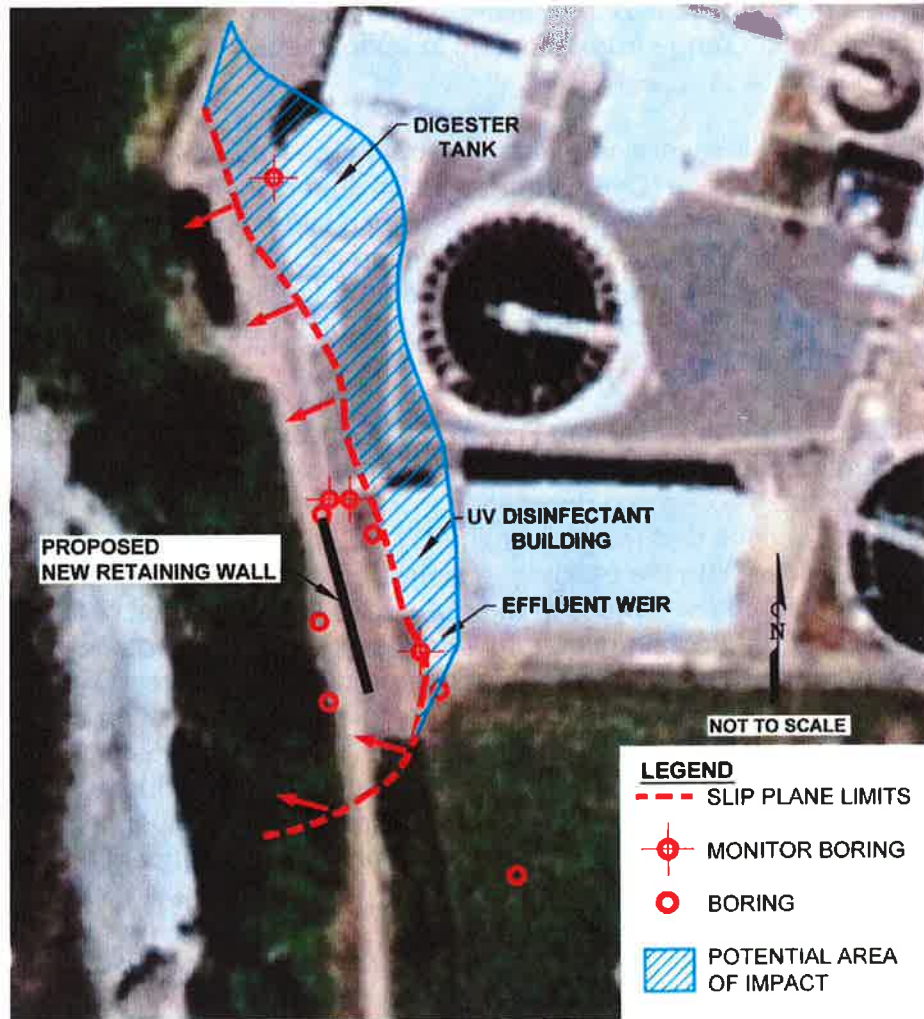 DIGESTER
TANK
UV DISINFECTANT
BUILDING
PROPOSED
NEW RETAINING WALL
EFFLUENT WEIR
N
NOT TO SCALE
LEGEND
SLIP PLANE LIMITS
MONITOR BORING
BORING
POTENTIAL AREA
OF IMPACT